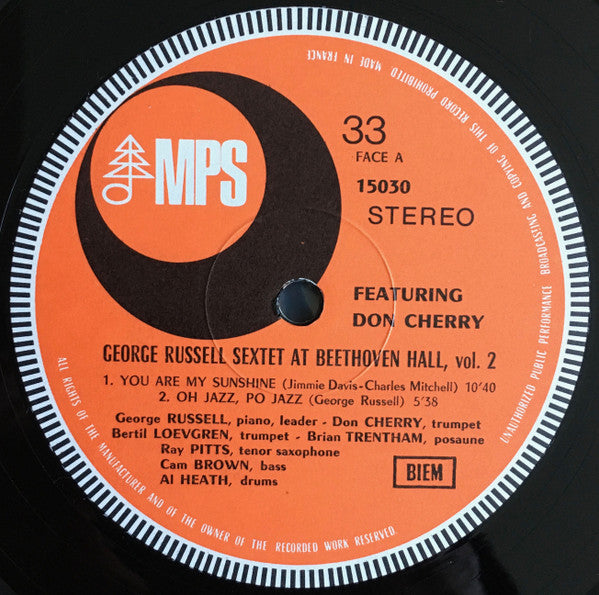 MPS
33
FACE A
15030
STEREO
FEATURING
DON CHERRY
GEORGE RUSSELL SEXTET AT BEETHOVEN HALL, vol. 2
1. YOU ARE MY SUNSHINE (Jimmie Davis-Charles Mitchell) 10'40
2. OH JAZZ, PO JAZZ (George Russell) 5'38
George RUSSELL, piano, leader - Don CHERRY, trumpet
Bertil LOEVGREN, trumpet - Brian TRENTHAM, posaune
Ray PITTS, tenor saxophone
Cam BROWN, bass
Al HEATH, drums
BIEM
ALL RIGHTS OF THE MANUFACTURER AND OF THE OWNER OF THE RECORDED WORK RESERVED.
UNAUTHORIZED PUBLIC PERFORMANCE BROADCASTING AND COPYING OF THIS RECORD PROHIBITED MADE IN FRANCE